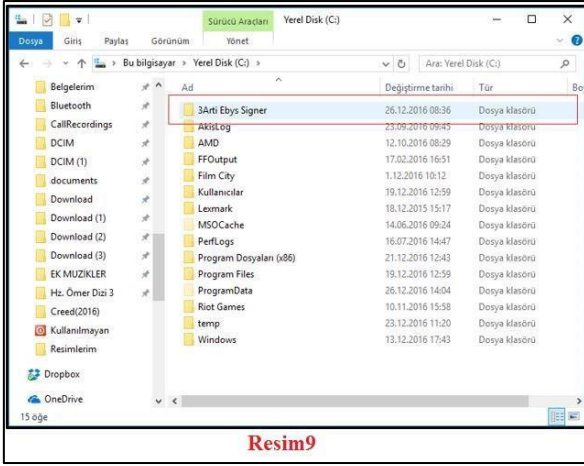 Sürücü Araçları Yerel Disk (C:)
Dosya Giriş Paylaş Görünüm Yönet
Bu bilgisayar > Yerel Disk (C:) > Ara: Yerel Disk (C:)
Ad Değiştirme tarihi Tür Bo
Belgelerim
Bluetooth
CallRecordings
DCIM
DCIM (1)
documents
Download
Download (1)
Download (2)
Download (3)
EK MUZİKLER
Hz. Ömer Dizi 3
Creed(2016)
Kullanılmayan
Resimlerim
Dropbox
OneDrive
3Arti Ebys Signer 26.12.2016 08:36 Dosya klasörü
AkisLog 23.09.2016 09:45 Dosya klasörü
AMD 12.10.2016 08:29 Dosya klasörü
FFOutput 17.02.2016 16:51 Dosya klasörü
Film City 1.12.2016 10:12 Dosya klasörü
Kullanıcılar 19.12.2016 12:59 Dosya klasörü
Lexmark 18.12.2015 15:17 Dosya klasörü
MSOCache 14.06.2016 09:24 Dosya klasörü
PerfLogs 16.07.2016 14:47 Dosya klasörü
Program Dosyaları (x86) 21.12.2016 12:43 Dosya klasörü
Program Files 19.12.2016 12:59 Dosya klasörü
ProgramData 26.12.2016 14:04 Dosya klasörü
Riot Games 10.11.2016 15:58 Dosya klasörü
temp 23.12.2016 11:20 Dosya klasörü
Windows 13.12.2016 17:43 Dosya klasörü
15 öğe
Resim9